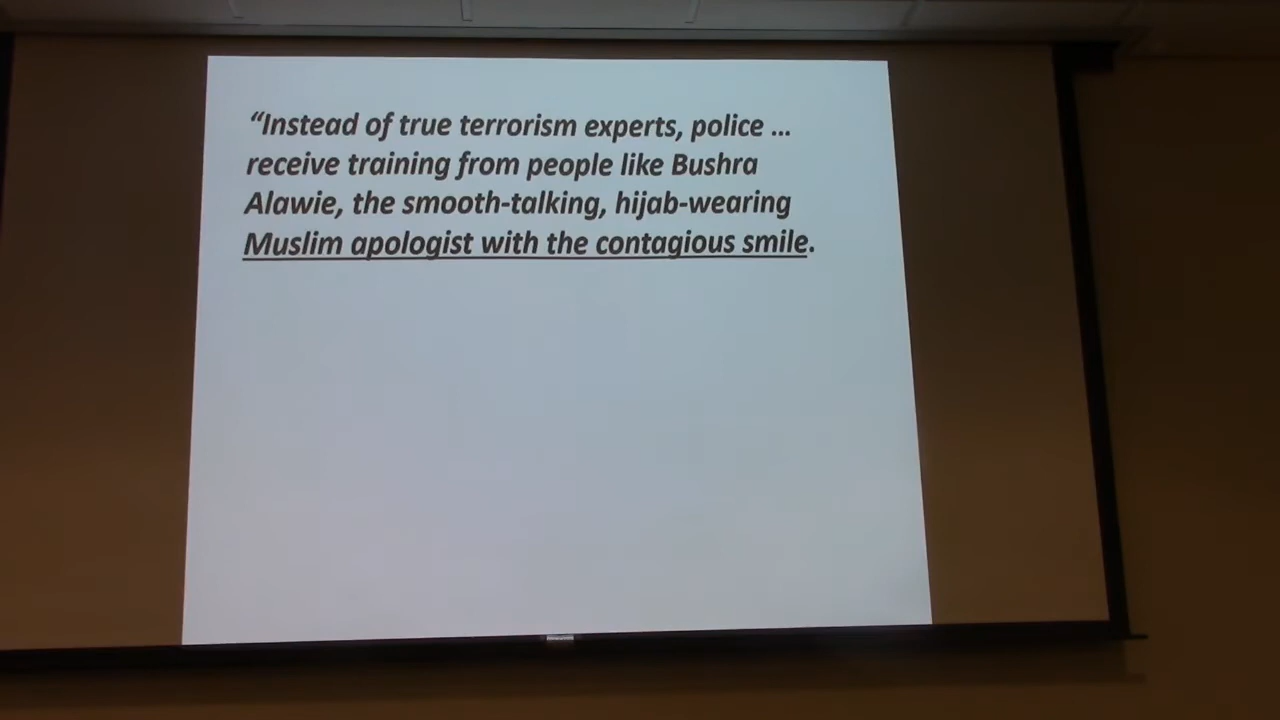 “Instead of true terrorism experts, police ...
receive training from people like Bushra
Alawie, the smooth-talking, hijab-wearing
Muslim apologist with the contagious smile.